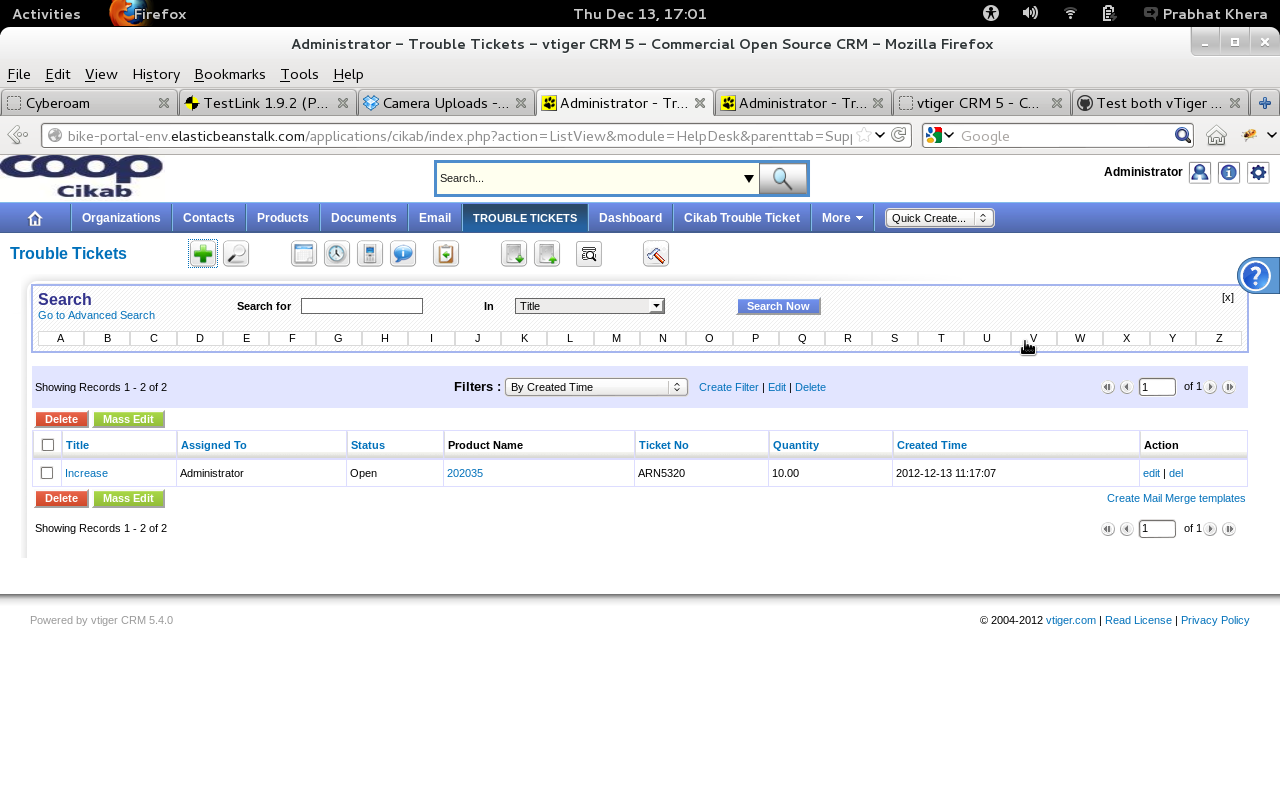 Activities Firefox Thu Dec 13, 17:01 Prabhat Khera
Administrator – Trouble Tickets – vtiger CRM 5 – Commercial Open Source CRM – Mozilla Firefox
File Edit View History Bookmarks Tools Help
Cyberoam TestLink 1.9.2 (P... Camera Uploads -... Administrator - Tr... Administrator - Tr... vtiger CRM 5 - C... Test both vTiger ...
bike-portal-env.elasticbeanstalk.com/applications/cikab/index.php?action=ListView&module=HelpDesk&parenttab=Supp Google
coop
Cikab
Search... Administrator
Organizations Contacts Products Documents Email TROUBLE TICKETS Dashboard Cikab Trouble Ticket More Quick Create...
Trouble Tickets
Search [x]
Go to Advanced Search Search for In Title Search Now
A B C D E F G H I J K L M N O P Q R S T U V W X Y Z
Showing Records 1 - 2 of 2 Filters : By Created Time Create Filter | Edit | Delete 1 of 1
Delete Mass Edit
Title Assigned To Status Product Name Ticket No Quantity Created Time Action
Increase Administrator Open 202035 ARN5320 10.00 2012-12-13 11:17:07 edit | del
Delete Mass Edit Create Mail Merge templates
Showing Records 1 - 2 of 2 1 of 1
Powered by vtiger CRM 5.4.0 © 2004-2012 vtiger.com | Read License | Privacy Policy